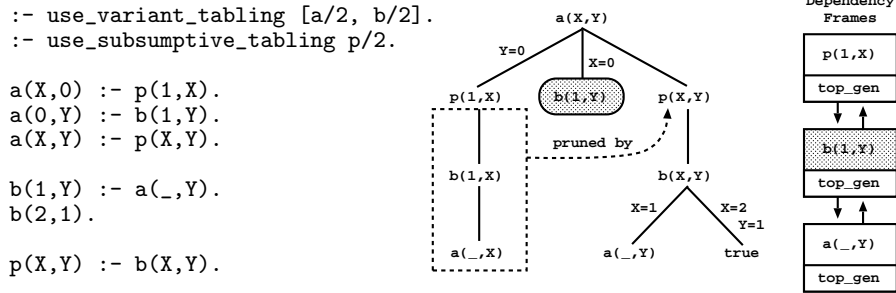 :- use_variant_tabling [a/2, b/2].
:- use_subsumptive_tabling p/2.
a(X,0) :- p(1,X).
a(0,Y) :- b(1,Y).
a(X,Y) :- p(X,Y).
b(1,Y) :- a(_,Y).
b(2,1).
p(X,Y) :- b(X,Y).
a(X,Y)
Y=0
X=0
p(1,X)
b(1,Y)
p(X,Y)
pruned by
b(1,X)
b(X,Y)
X=1
X=2
Y=1
a(_,X)
a(_,Y)
true
Dependency
Frames
p(1,X)
top_gen
b(1,Y)
top_gen
a(_,Y)
top_gen